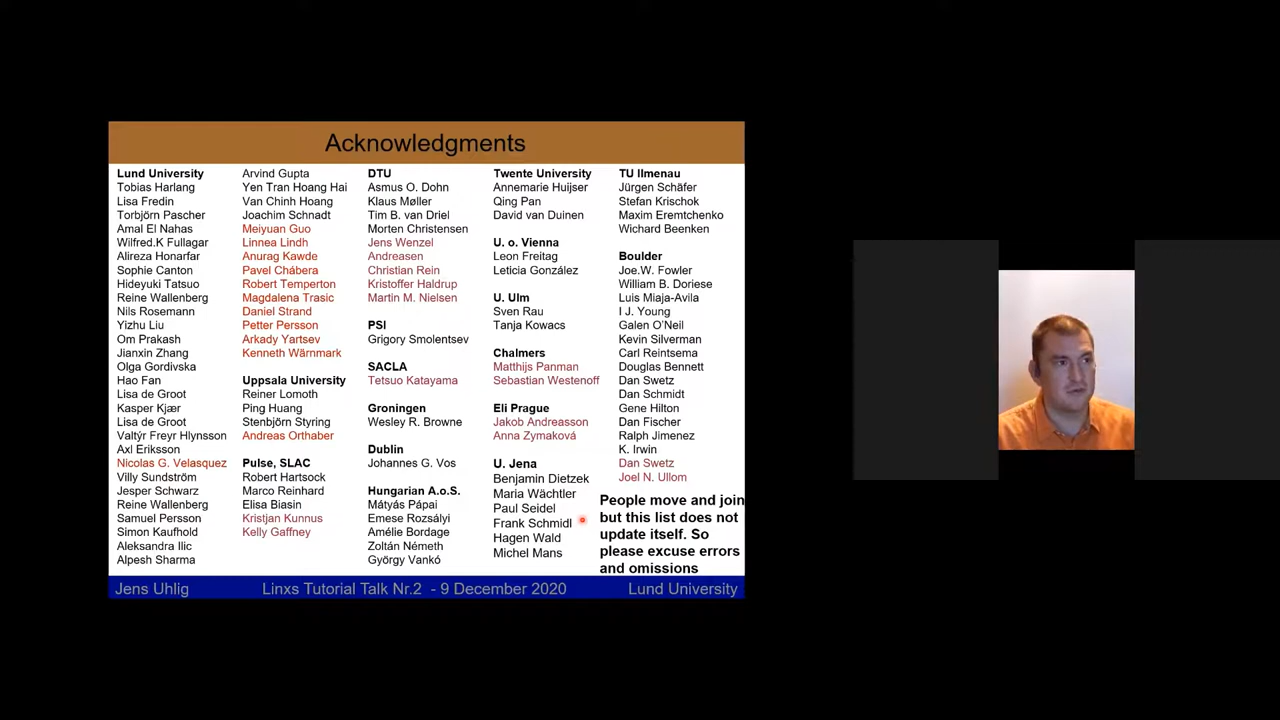 Acknowledgments
Lund University
Tobias Harlang
Lisa Fredin
Torbjörn Pascher
Amal El Nahas
Wilfred.K Fullagar
Alireza Honarfar
Sophie Canton
Hideyuki Tatsuo
Reine Wallenberg
Nils Rosemann
Yizhu Liu
Om Prakash
Jianxin Zhang
Olga Gordivska
Hao Fan
Lisa de Groot
Kasper Kjær
Lisa de Groot
Valtýr Freyr Hlynsson
Axl Eriksson
Nicolas G. Velasquez
Villy Sundström
Jesper Schwarz
Reine Wallenberg
Samuel Persson
Simon Kaufhold
Aleksandra Ilic
Alpesh Sharma
Arvind Gupta
Yen Tran Hoang Hai
Van Chinh Hoang
Joachim Schnadt
Meiyuan Guo
Linnea Lindh
Anurag Kawde
Pavel Chábera
Robert Temperton
Magdalena Trasic
Daniel Strand
Petter Persson
Arkady Yartsev
Kenneth Wärnmark
Uppsala University
Reiner Lomoth
Ping Huang
Stenbjörn Styring
Andreas Orthaber
Pulse, SLAC
Robert Hartsock
Marco Reinhard
Elisa Biasin
Kristjan Kunnus
Kelly Gaffney
DTU
Asmus O. Dohn
Klaus Møller
Tim B. van Driel
Morten Christensen
Jens Wenzel
Andreasen
Christian Rein
Kristoffer Haldrup
Martin M. Nielsen
PSI
Grigory Smolentsev
SACLA
Tetsuo Katayama
Groningen
Wesley R. Browne
Dublin
Johannes G. Vos
Hungarian A.o.S.
Mátyás Pápai
Emese Rozsályi
Amélie Bordage
Zoltán Németh
György Vankó
Twente University
Annemarie Huijser
Qing Pan
David van Duinen
U. o. Vienna
Leon Freitag
Leticia González
U. Ulm
Sven Rau
Tanja Kowacs
Chalmers
Matthijs Panman
Sebastian Westenoff
Eli Prague
Jakob Andreasson
Anna Zymaková
U. Jena
Benjamin Dietzek
Maria Wächtler
Paul Seidel
Frank Schmidl
Hagen Wald
Michel Mans
TU Ilmenau
Jürgen Schäfer
Stefan Krischok
Maxim Eremtchenko
Wichard Beenken
Boulder
Joe.W. Fowler
William B. Doriese
Luis Miaja-Avila
I J. Young
Galen O'Neil
Kevin Silverman
Carl Reintsema
Douglas Bennett
Dan Swetz
Dan Schmidt
Gene Hilton
Dan Fischer
Ralph Jimenez
K. Irwin
Dan Swetz
Joel N. Ullom
People move and join
but this list does not
update itself. So
please excuse errors
and omissions
Jens Uhlig
Linxs Tutorial Talk Nr.2 - 9 December 2020
Lund University